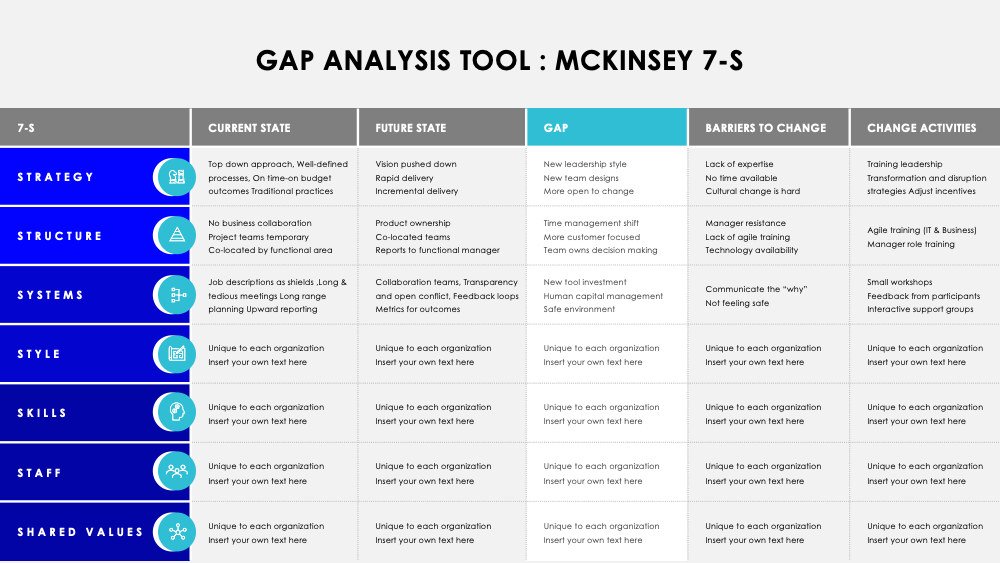 GAP ANALYSIS TOOL : MCKINSEY 7-S
7-S
CURRENT STATE
FUTURE STATE
GAP
BARRIERS TO CHANGE
CHANGE ACTIVITIES
STRATEGY
Top down approach, Well-defined
processes, On time-on budget
outcomes Traditional practices
Vision pushed down
Rapid delivery
Incremental delivery
New leadership style
New team designs
More open to change
Lack of expertise
No time available
Cultural change is hard
Training leadership
Transformation and disruption
strategies Adjust incentives
STRUCTURE
No business collaboration
Project teams temporary
Co-located by functional area
Product ownership
Co-located teams
Reports to functional manager
Time management shift
More customer focused
Team owns decision making
Manager resistance
Lack of agile training
Technology availability
Agile training (IT & Business)
Manager role training
SYSTEMS
Job descriptions as shields ,Long &
tedious meetings Long range
planning Upward reporting
Collaboration teams, Transparency
and open conflict, Feedback loops
Metrics for outcomes
New tool investment
Human capital management
Safe environment
Communicate the “why”
Not feeling safe
Small workshops
Feedback from participants
Interactive support groups
STYLE
Unique to each organization
Insert your own text here
Unique to each organization
Insert your own text here
Unique to each organization
Insert your own text here
Unique to each organization
Insert your own text here
Unique to each organization
Insert your own text here
SKILLS
Unique to each organization
Insert your own text here
Unique to each organization
Insert your own text here
Unique to each organization
Insert your own text here
Unique to each organization
Insert your own text here
Unique to each organization
Insert your own text here
STAFF
Unique to each organization
Insert your own text here
Unique to each organization
Insert your own text here
Unique to each organization
Insert your own text here
Unique to each organization
Insert your own text here
Unique to each organization
Insert your own text here
SHARED VALUES
Unique to each organization
Insert your own text here
Unique to each organization
Insert your own text here
Unique to each organization
Insert your own text here
Unique to each organization
Insert your own text here
Unique to each organization
Insert your own text here